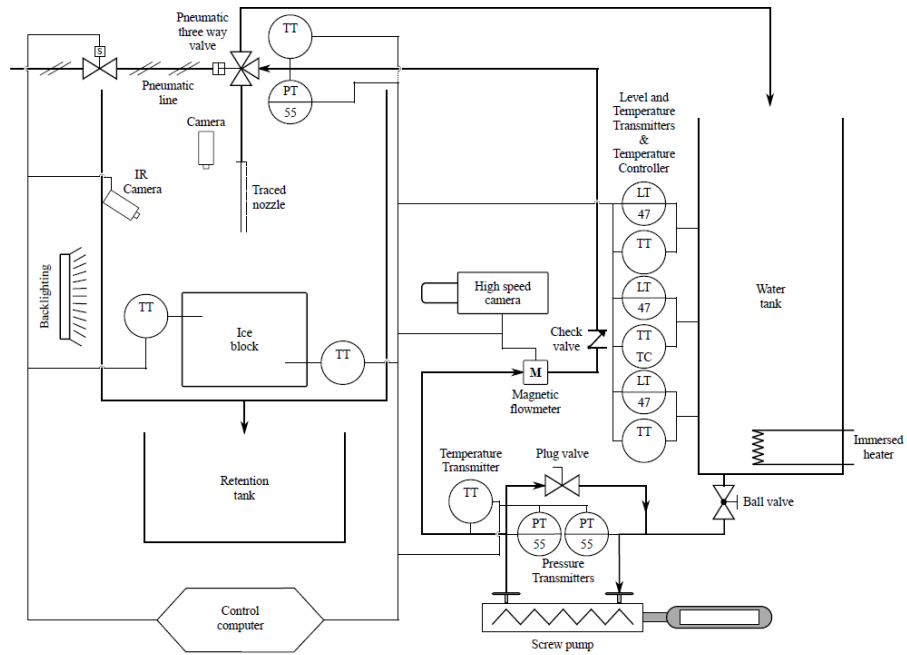 Pneumatic
three way
valve
TT
S
Pneumatic
line
PT
55
Camera
IR
Camera
Traced
nozzle
Backlighting
TT
Ice
block
TT
High speed
camera
Check
valve
M
Magnetic
flowmeter
Level and
Temperature
Transmitters
&
Temperature
Controller
LT
47
TT
LT
47
TT
TC
LT
47
TT
Water
tank
Immersed
heater
Ball valve
Retention
tank
Temperature
Transmitter
TT
Plug valve
PT
55
PT
55
Pressure
Transmitters
Control
computer
Screw pump